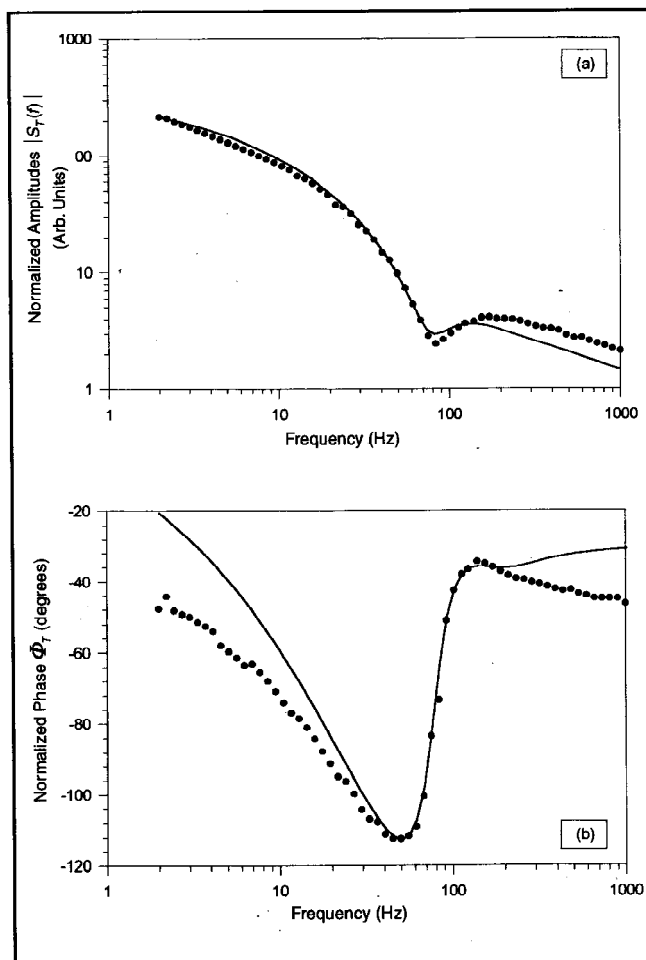 1000
(a)
00
10
1
1
10
100
1000
Normalized Amplitudes |S_T(f)|
(Arb. Units)
Frequency (Hz)
-20
-40
-60
-80
-100
-120
(b)
1
10
100
1000
Normalized Phase Φ_T (degrees)
Frequency (Hz)